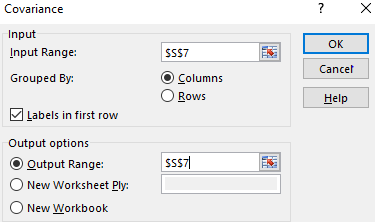 Covariance ? ×
Input
Input Range: $S$7 OK
Grouped By: Columns Cancel
Rows
Labels in first row Help
Output options
Output Range: $S$7
New Worksheet Ply:
New Workbook